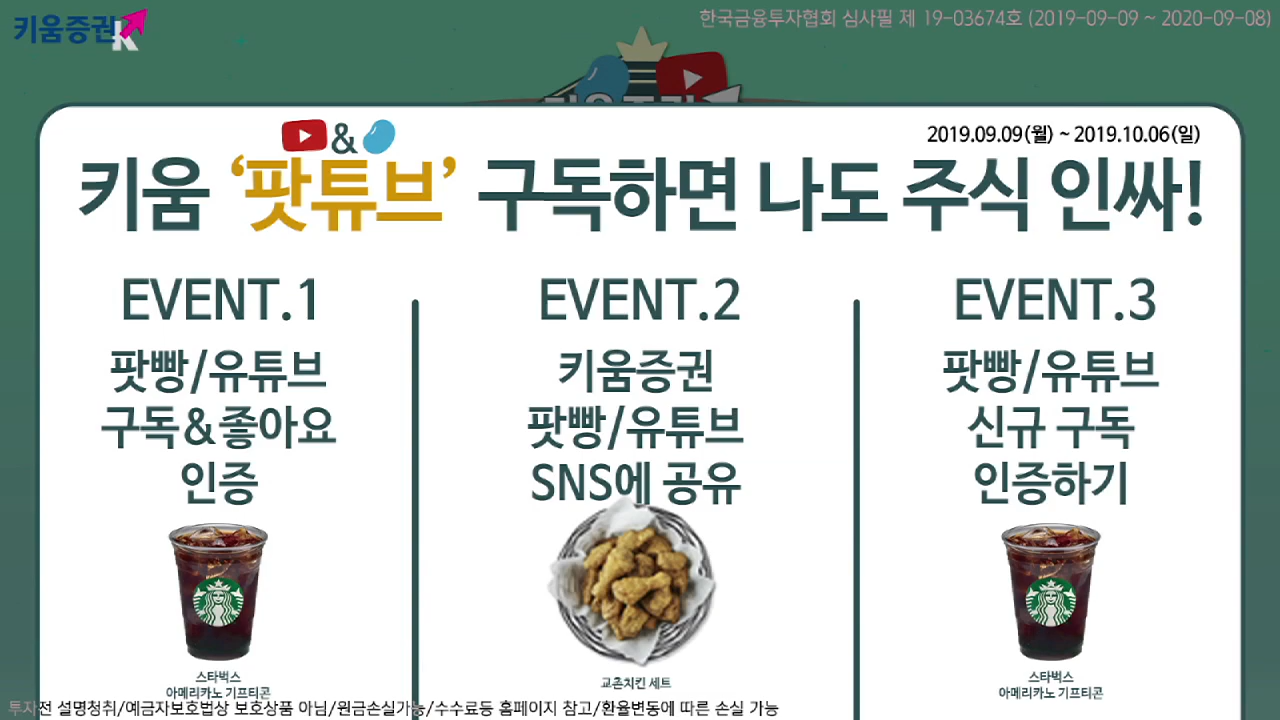 키움증권
한국금융투자협회 심사필 제 19-03674호 (2019-09-09 ~ 2020-09-08)
2019.09.09(월) ~ 2019.10.06(일)
&
키움 ‘팟튜브’ 구독하면 나도 주식 인싸!
EVENT.1
팟빵/유튜브
구독&좋아요
인증
스타벅스
아메리카노 기프티콘
EVENT.2
키움증권
팟빵/유튜브
SNS에 공유
교촌치킨 세트
EVENT.3
팟빵/유튜브
신규 구독
인증하기
스타벅스
아메리카노 기프티콘
투자전 설명청취/예금자보호법상 보호상품 아님/원금손실가능/수수료등 홈페이지 참고/환율변동에 따른 손실 가능